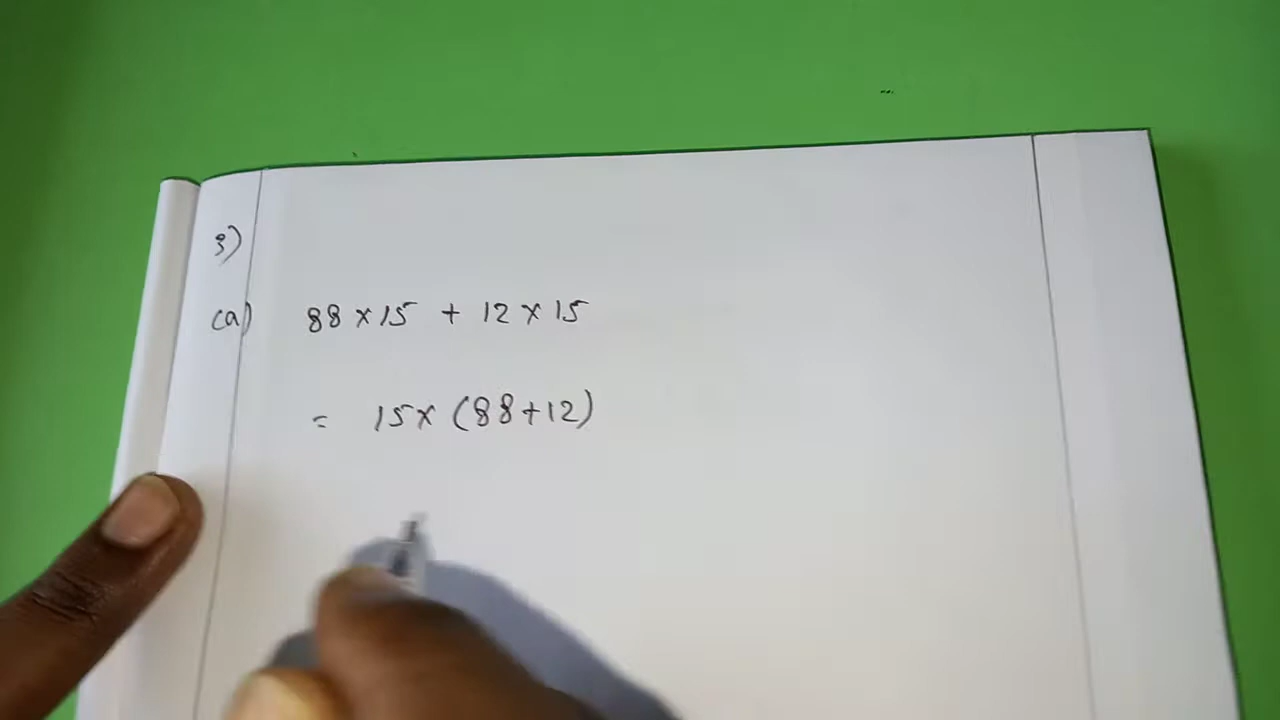 3)
(a) 88 × 15 + 12 × 15
= 15 × (88 + 12)